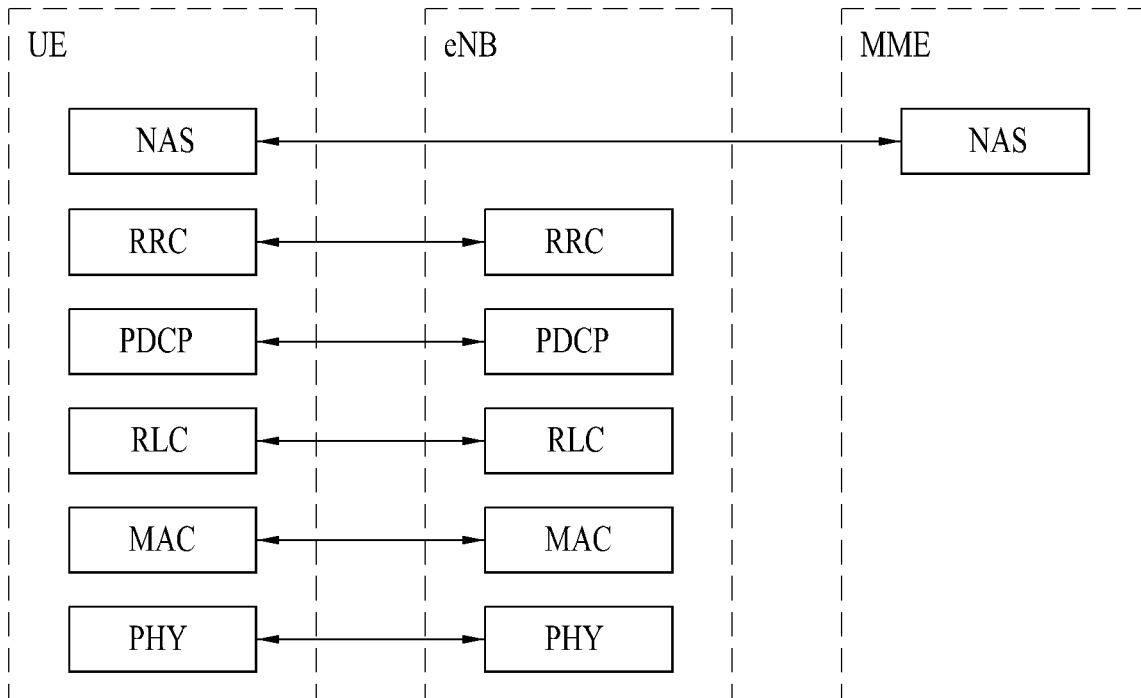 UE eNB MME
NAS NAS
RRC RRC
PDCP PDCP
RLC RLC
MAC MAC
PHY PHY